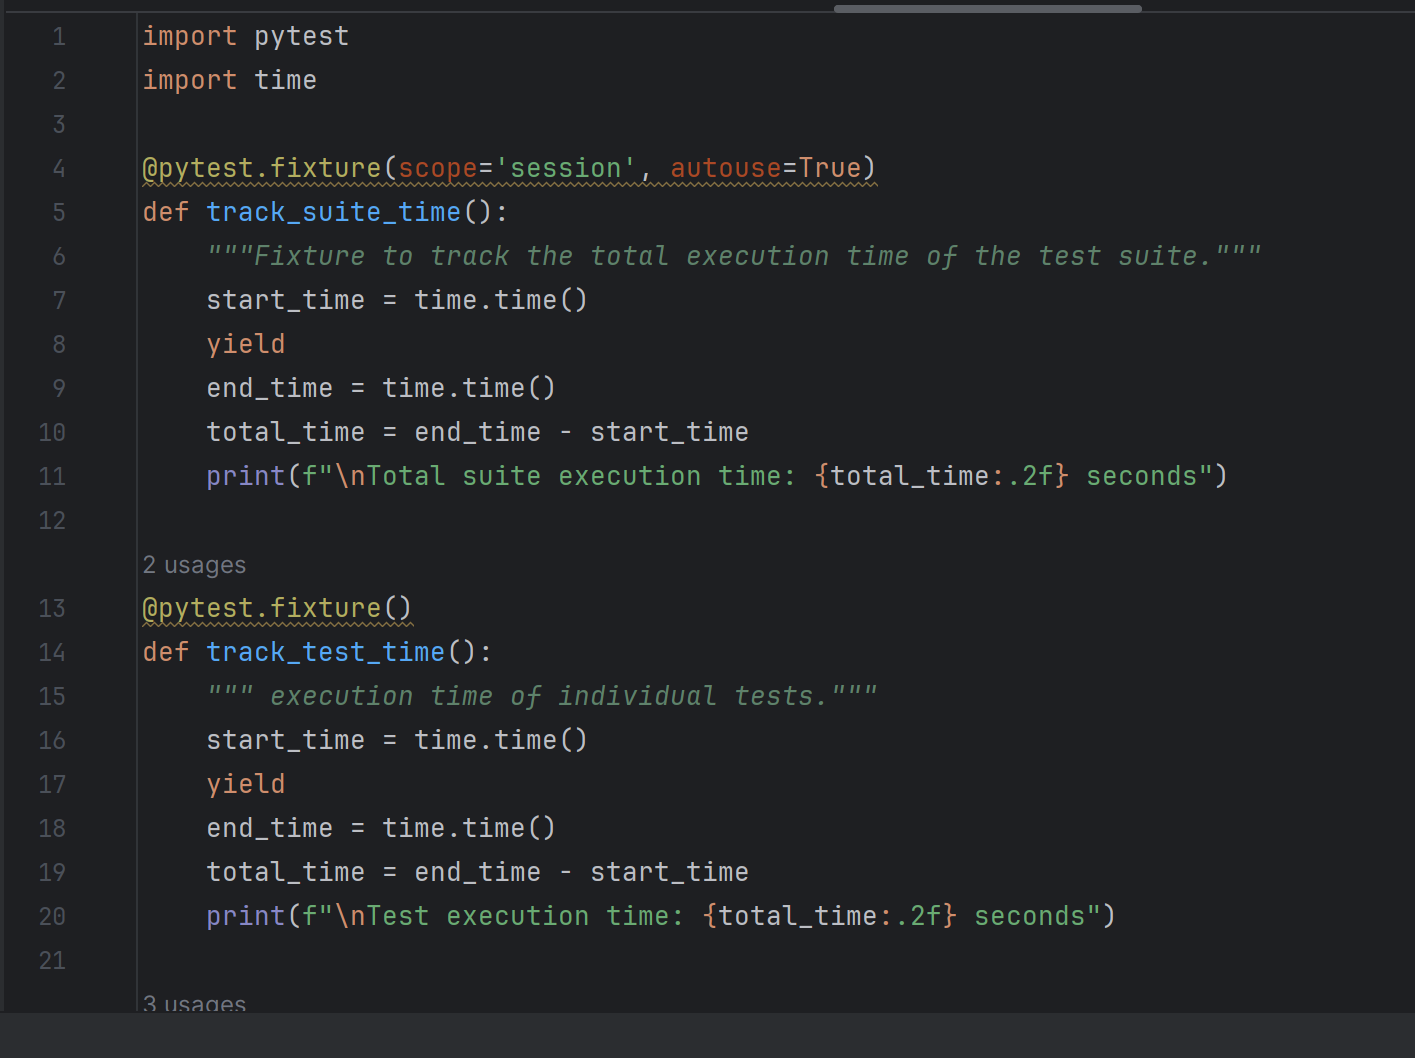 1 import pytest
2 import time
3
4 @pytest.fixture(scope='session', autouse=True)
5 def track_suite_time():
6     """Fixture to track the total execution time of the test suite."""
7     start_time = time.time()
8     yield
9     end_time = time.time()
10     total_time = end_time - start_time
11     print(f"\nTotal suite execution time: {total_time:.2f} seconds")
12
2 usages
13 @pytest.fixture()
14 def track_test_time():
15     """ execution time of individual tests."""
16     start_time = time.time()
17     yield
18     end_time = time.time()
19     total_time = end_time - start_time
20     print(f"\nTest execution time: {total_time:.2f} seconds")
21
3 usages